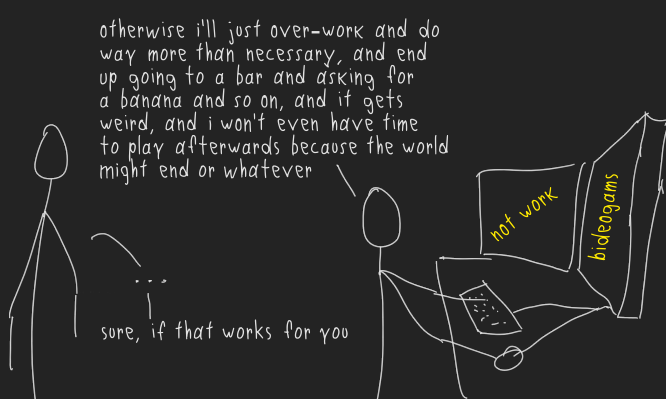 otherwise i'll just over-work and do
way more than necessary, and end
up going to a bar and asking for
a banana and so on, and it gets
weird, and i won't even have time
to play afterwards because the world
might end or whatever
not work
bideogams
...
sure, if that works for you